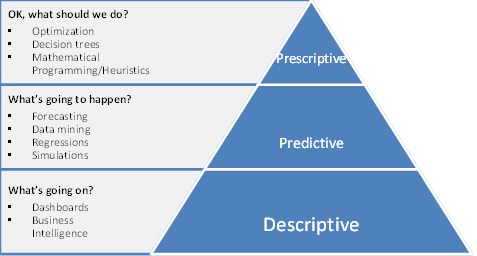 OK, what should we do?
▪ Optimization
▪ Decision trees
▪ Mathematical
Programming/Heuristics
Prescriptive
What's going to happen?
▪ Forecasting
▪ Data mining
▪ Regressions
▪ Simulations
Predictive
What's going on?
▪ Dashboards
▪ Business
Intelligence
Descriptive